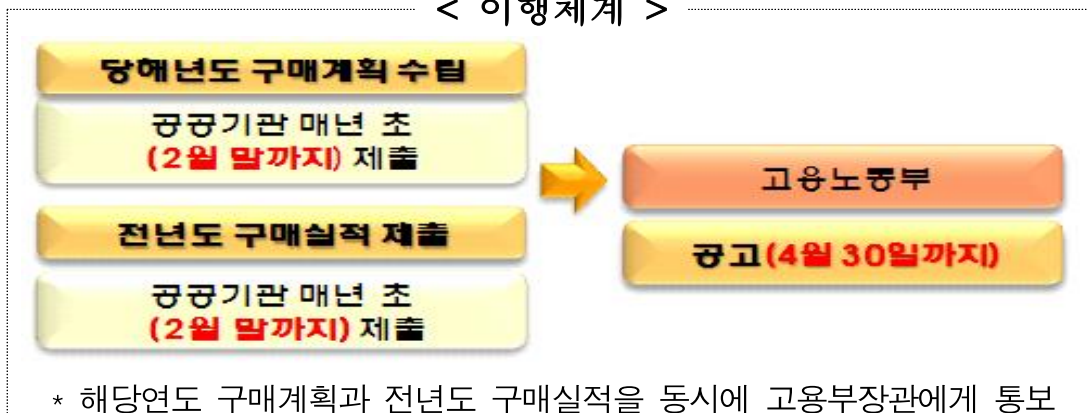 < 이행체계 >
당해년도 구매계획 수립
공공기관 매년 초
(2월 말까지) 제출
전년도 구매실적 제출
공공기관 매년 초
(2월 말까지) 제출
고용노동부
공고(4월 30일까지)
* 해당연도 구매계획과 전년도 구매실적을 동시에 고용부장관에게 통보